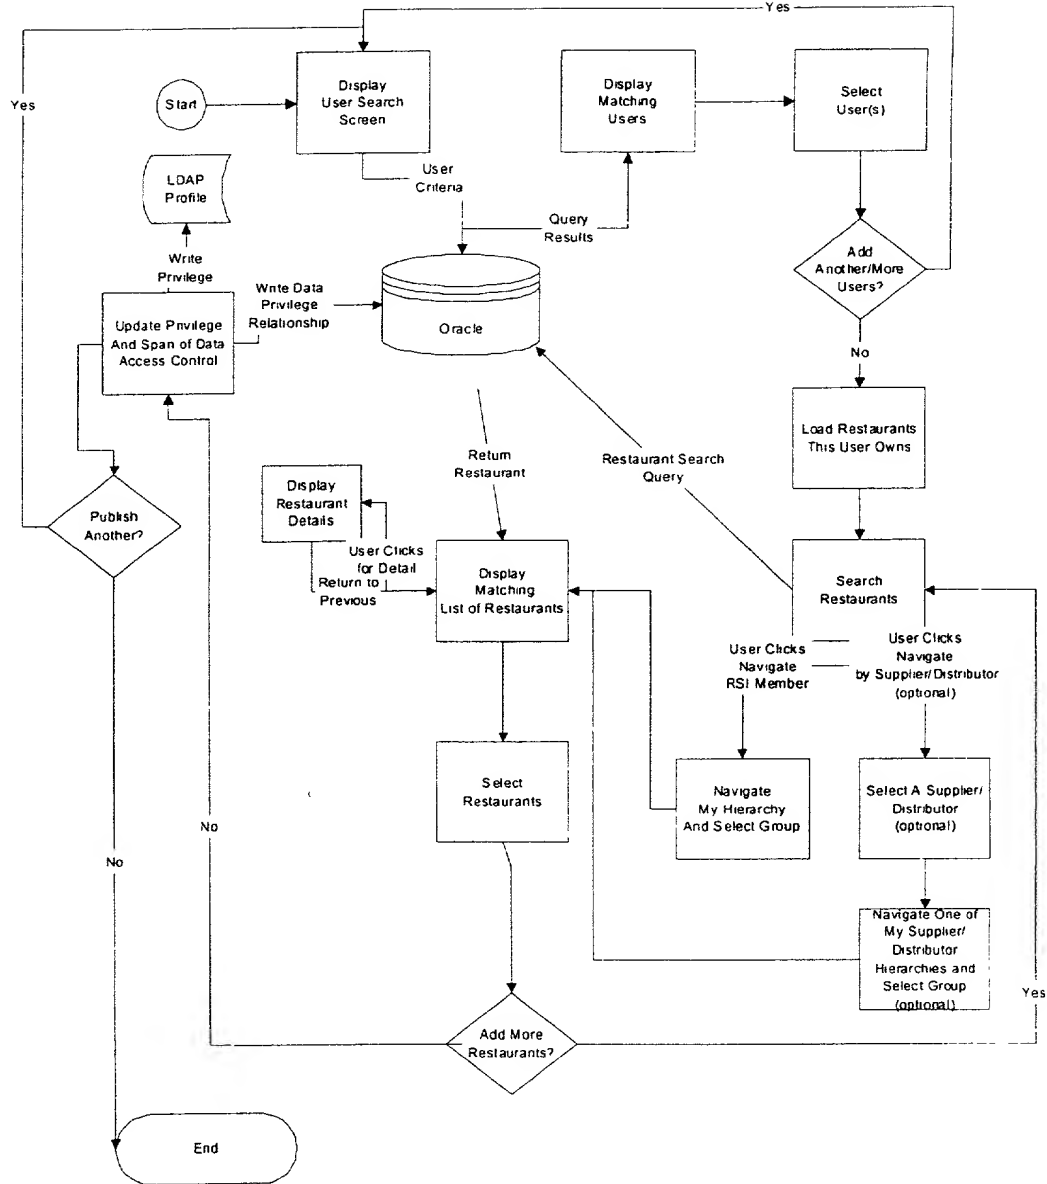 Yes
Yes
Start
Display
User Search
Screen
Display
Matching
Users
Select
User(s)
LDAP
Profile
User
Criteria
Query
Results
Add
Another/More
Users?
Write
Privilege
Write Data
Privilege
Relationship
Update Privilege
And Span of Data
Access Control
Oracle
No
Load Restaurants
This User Owns
Return
Restaurant
Restaurant Search
Query
Display
Restaurant
Details
Publish
Another?
User Clicks
for Detail
Return to
Previous
Display
Matching
List of Restaurants
Search
Restaurants
User Clicks
Navigate
RSI Member
User Clicks
Navigate
by Supplier/Distributor
(optional)
Select
Restaurants
Navigate
My Hierarchy
And Select Group
Select A Supplier/
Distributor
(optional)
No
No
Navigate One of
My Supplier/
Distributor
Hierarchies and
Select Group
(optional)
Yes
Add More
Restaurants?
End